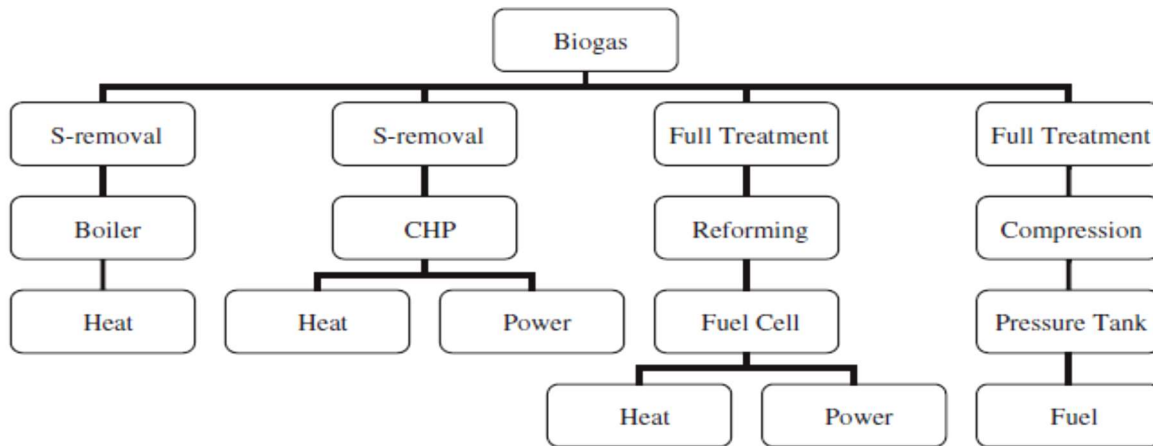 Biogas
S-removal
S-removal
Full Treatment
Full Treatment
Boiler
CHP
Reforming
Compression
Heat
Heat
Power
Fuel Cell
Pressure Tank
Heat
Power
Fuel